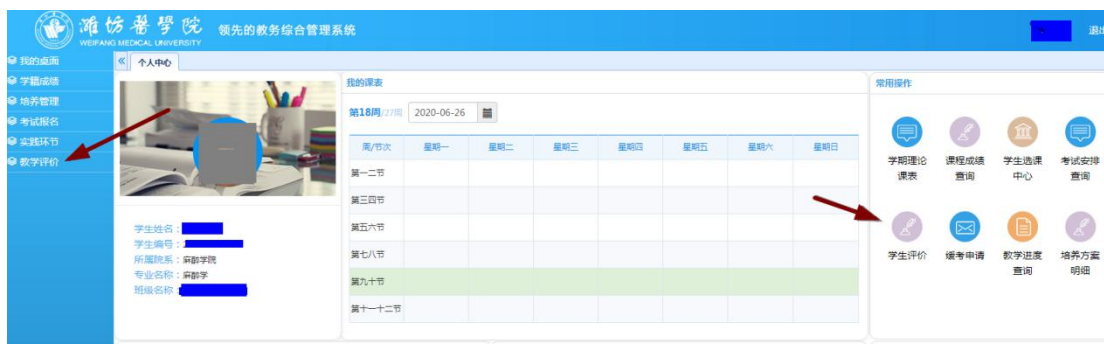 濰坊醫學院
WEIFANG MEDICAL UNIVERSITY
领先的教务综合管理系统
退出
我的桌面
学籍成绩
培养管理
考试报名
实践环节
教学评价
个人中心
学生姓名：
学生编号：
所属院系：麻醉学院
专业名称：麻醉学
班级名称：
我的课表
第18周/27周 2020-06-26
周/节次 星期一 星期二 星期三 星期四 星期五 星期六 星期日
第一二节
第三四节
第五六节
第七八节
第九十节
第十一十二节
常用操作
学期理论课表
课程成绩查询
学生选课中心
考试安排查询
学生评价
缓考申请
教学进度查询
培养方案明细